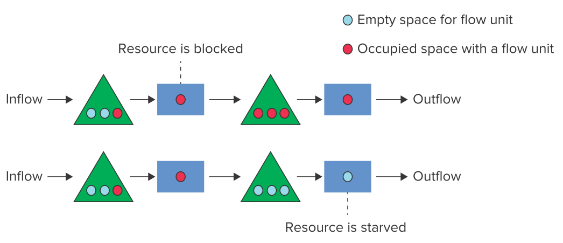 Empty space for flow unit
Resource is blocked
Occupied space with a flow unit
Inflow
Outflow
Inflow
Outflow
Resource is starved